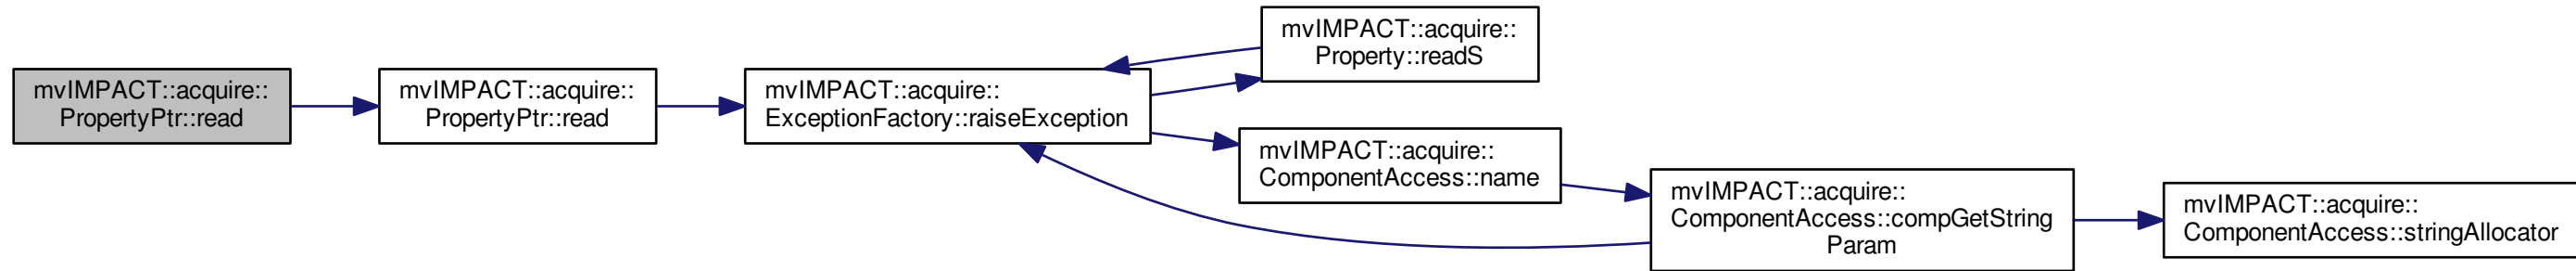 mvIMPACT::acquire::
PropertyPtr::read
mvIMPACT::acquire::
PropertyPtr::read
mvIMPACT::acquire::
ExceptionFactory::raiseException
mvIMPACT::acquire::
Property::readS
mvIMPACT::acquire::
ComponentAccess::name
mvIMPACT::acquire::
ComponentAccess::compGetString
Param
mvIMPACT::acquire::
ComponentAccess::stringAllocator